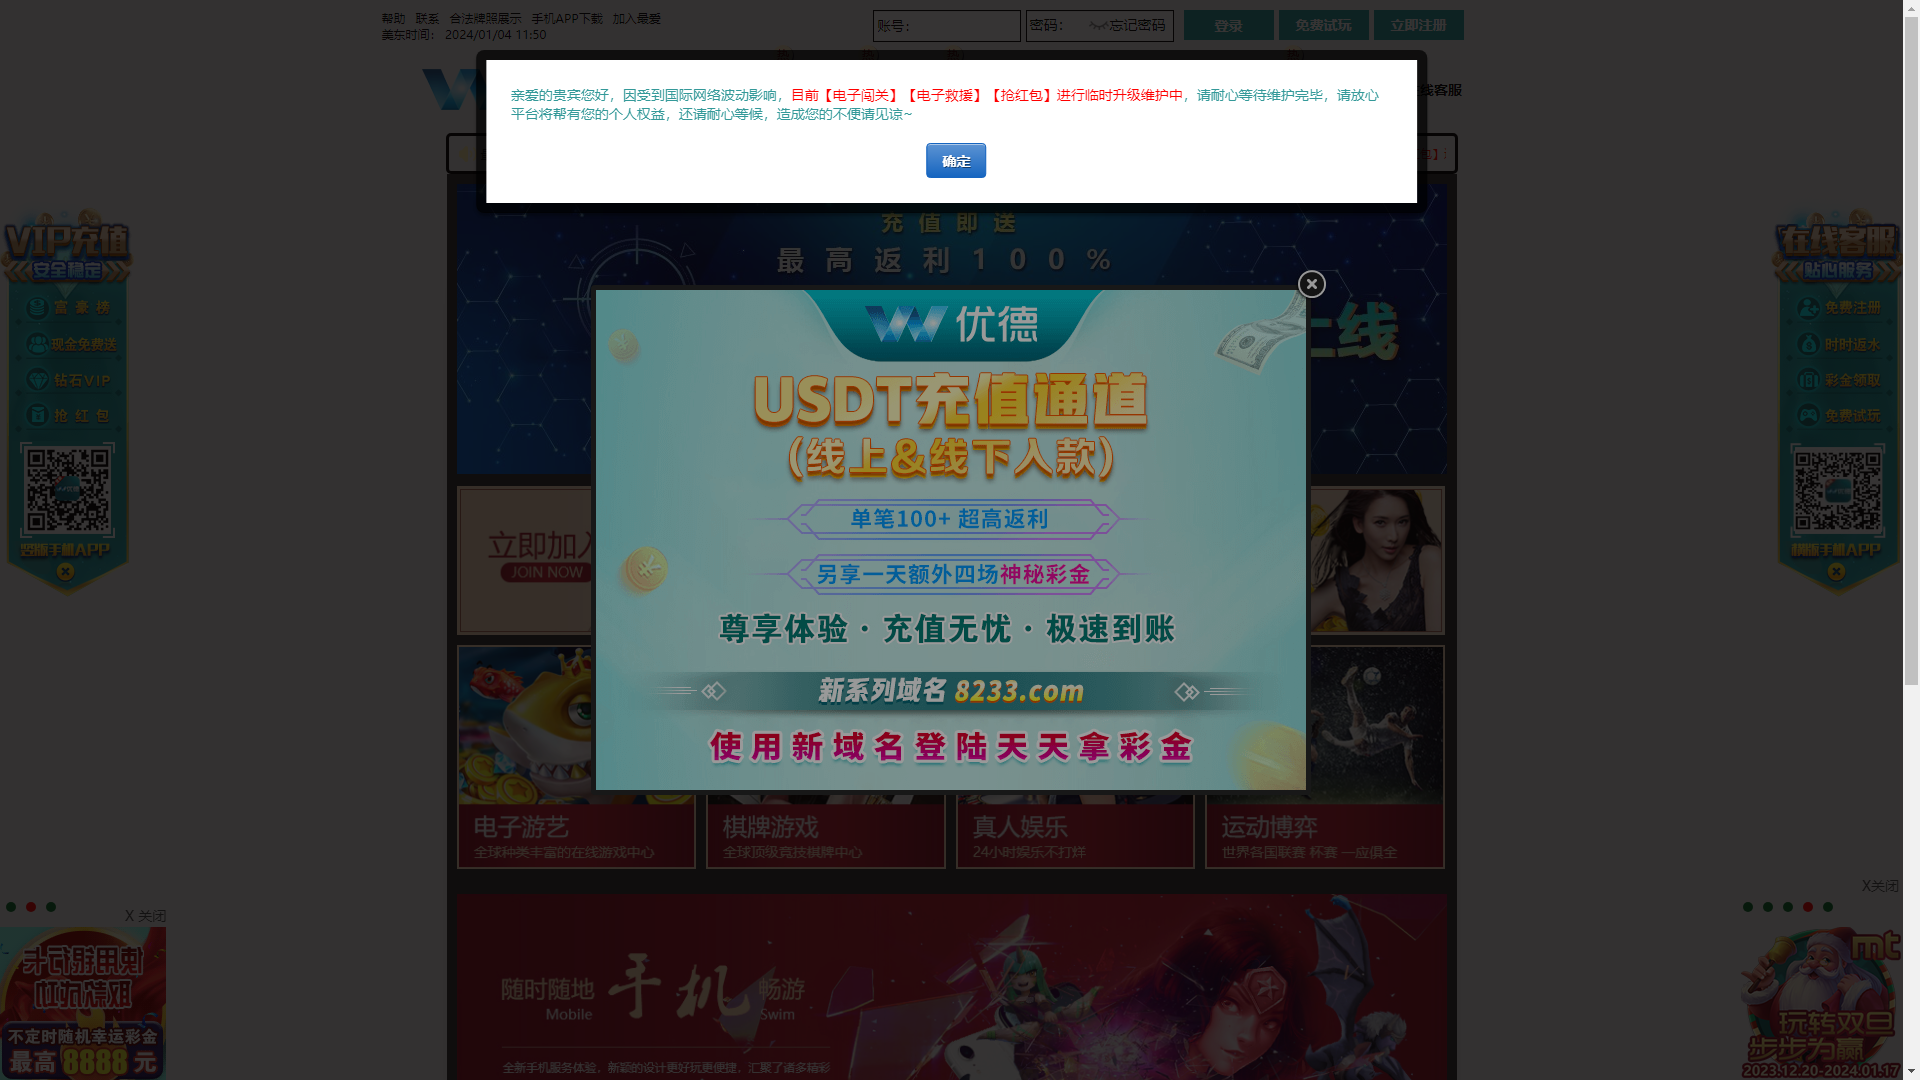 帮助 联系 合法牌照展示 手机APP下载 加入最爱
美东时间： 2024/01/04 11:50
账号：
密码： 忘记密码
登录
免费试玩
立即注册
线客服
亲爱的贵宾您好，因受到国际网络波动影响，目前【电子闯关】【电子救援】【抢红包】进行临时升级维护中，请耐心等待维护完毕，请放心
平台将帮有您的个人权益，还请耐心等候，造成您的不便请见谅~
确定
充值即送
最高返利100%
上线
VIP充值
安全稳定
富豪榜
现金免费送
钻石VIP
抢红包
竖版手机APP
在线客服
贴心服务
免费注册
时时返水
彩金领取
免费试玩
横版手机APP
优德
USDT充值通道
(线上&线下入款)
单笔100+ 超高返利
另享一天额外四场神秘彩金
尊享体验 · 充值无忧 · 极速到账
新系列域名 8233.com
使用新域名登陆天天拿彩金
立即加入
JOIN NOW
电子游艺
全球种类丰富的在线游戏中心
棋牌游戏
全球顶级竞技棋牌中心
真人娱乐
24小时娱乐不打烊
运动博弈
世界各国联赛 杯赛 一应俱全
随时随地 手机 畅游
Mobile Swim
全新手机服务体验，新颖的设计更好玩更便捷，汇聚了诸多精彩
X 关闭
不定时随机幸运彩金
最高8888元
X关闭
mt
玩转双旦
步步为赢
2023.12.20-2024.01.17